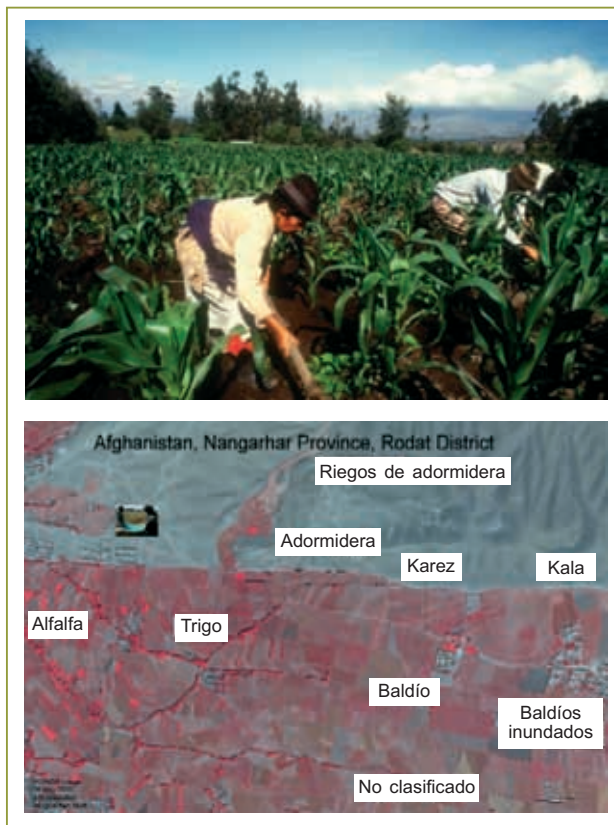 Afghanistan, Nangarhar Province, Rodat District
Riegos de adormidera
Adormidera
Karez
Kala
Alfalfa
Trigo
Baldío
Baldíos
inundados
No clasificado